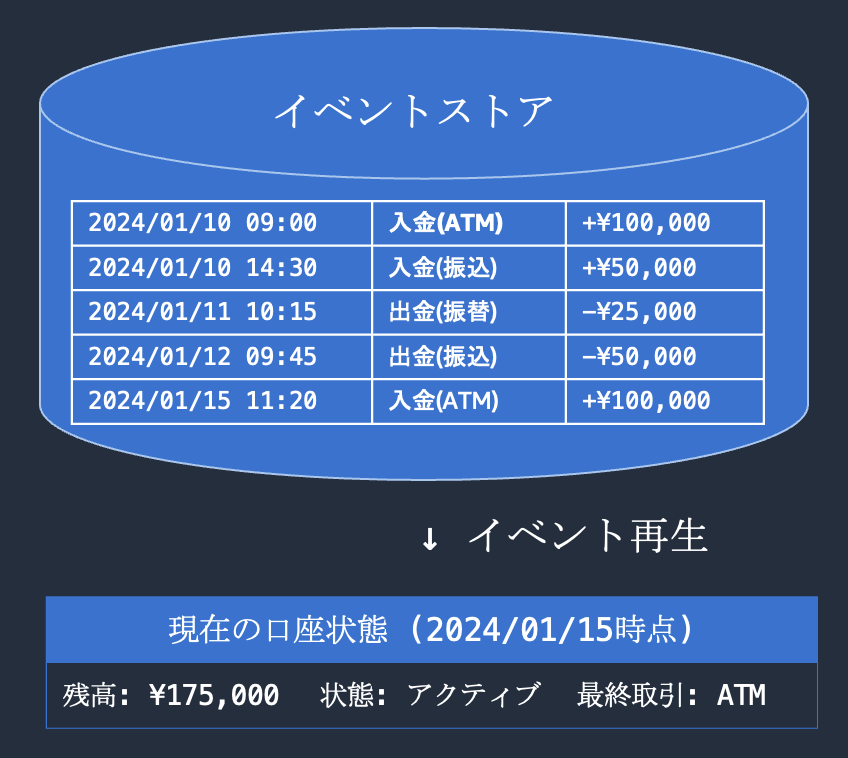 イベントストア
2024/01/10 09:00 入金(ATM) +¥100,000
2024/01/10 14:30 入金(振込) +¥50,000
2024/01/11 10:15 出金(振替) −¥25,000
2024/01/12 09:45 出金(振込) −¥50,000
2024/01/15 11:20 入金(ATM) +¥100,000
↓ イベント再生
現在の口座状態 (2024/01/15時点)
残高: ¥175,000 状態: アクティブ 最終取引: ATM